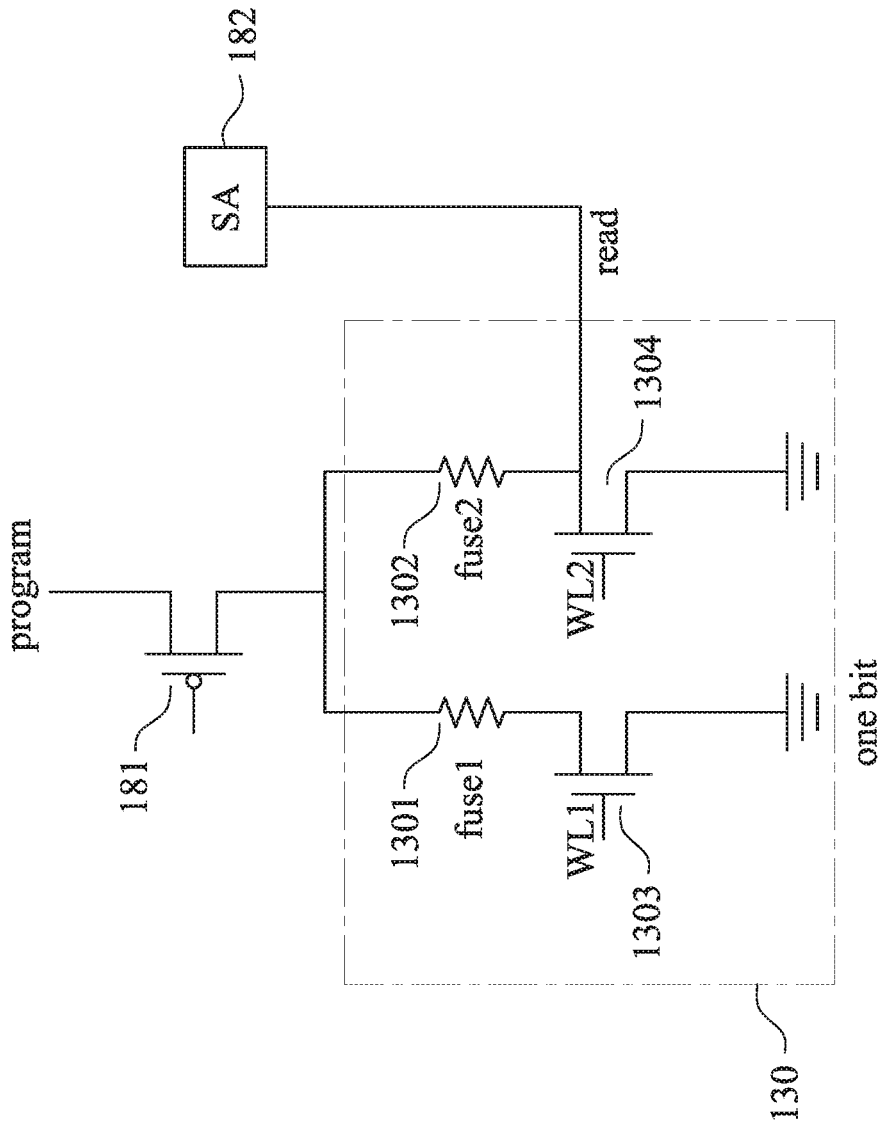 program
181
SA
182
1301
fuse1
1302
fuse2
read
WL1
1303
WL2
1304
one bit
130